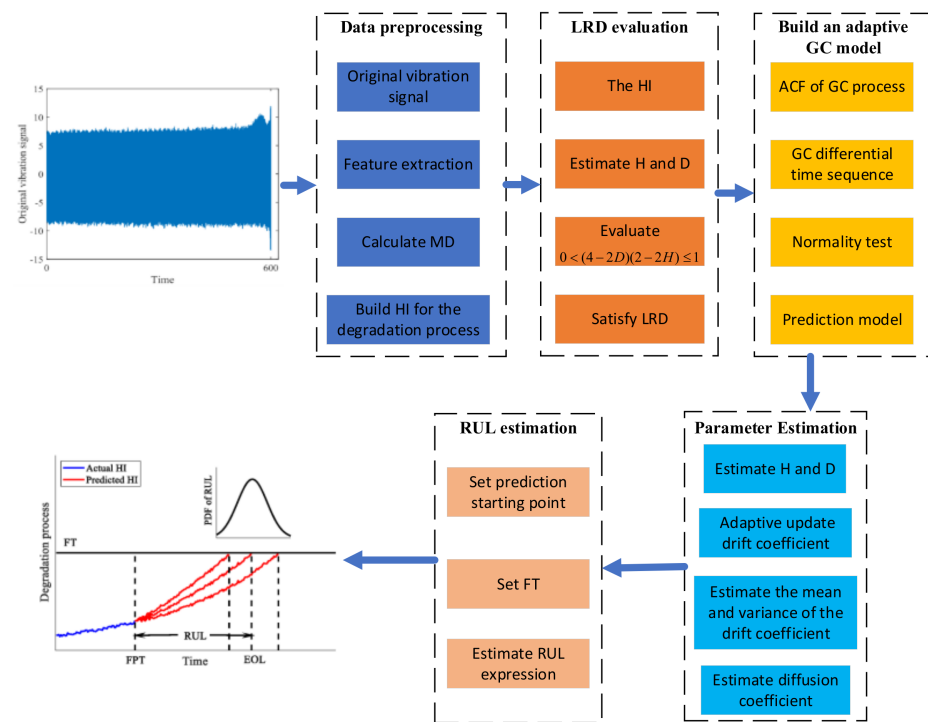 Data preprocessing
Original vibration
signal
Feature extraction
Calculate MD
Build HI for the
degradation process
LRD evaluation
The HI
Estimate H and D
Evaluate
0 < (4 − 2D)(2 − 2H) ≤ 1
Satisfy LRD
Build an adaptive
GC model
ACF of GC process
GC differential
time sequence
Normality test
Prediction model
Original vibration signal
15
10
5
0
-5
-10
-15
0
600
Time
Parameter Estimation
Estimate H and D
Adaptive update
drift coefficient
Estimate the mean
and variance of the
drift coefficient
Estimate diffusion
coefficient
RUL estimation
Set prediction
starting point
Set FT
Estimate RUL
expression
Actual HI
Predicted HI
PDF of RUL
Degradation process
FT
RUL
FPT
Time
EOL